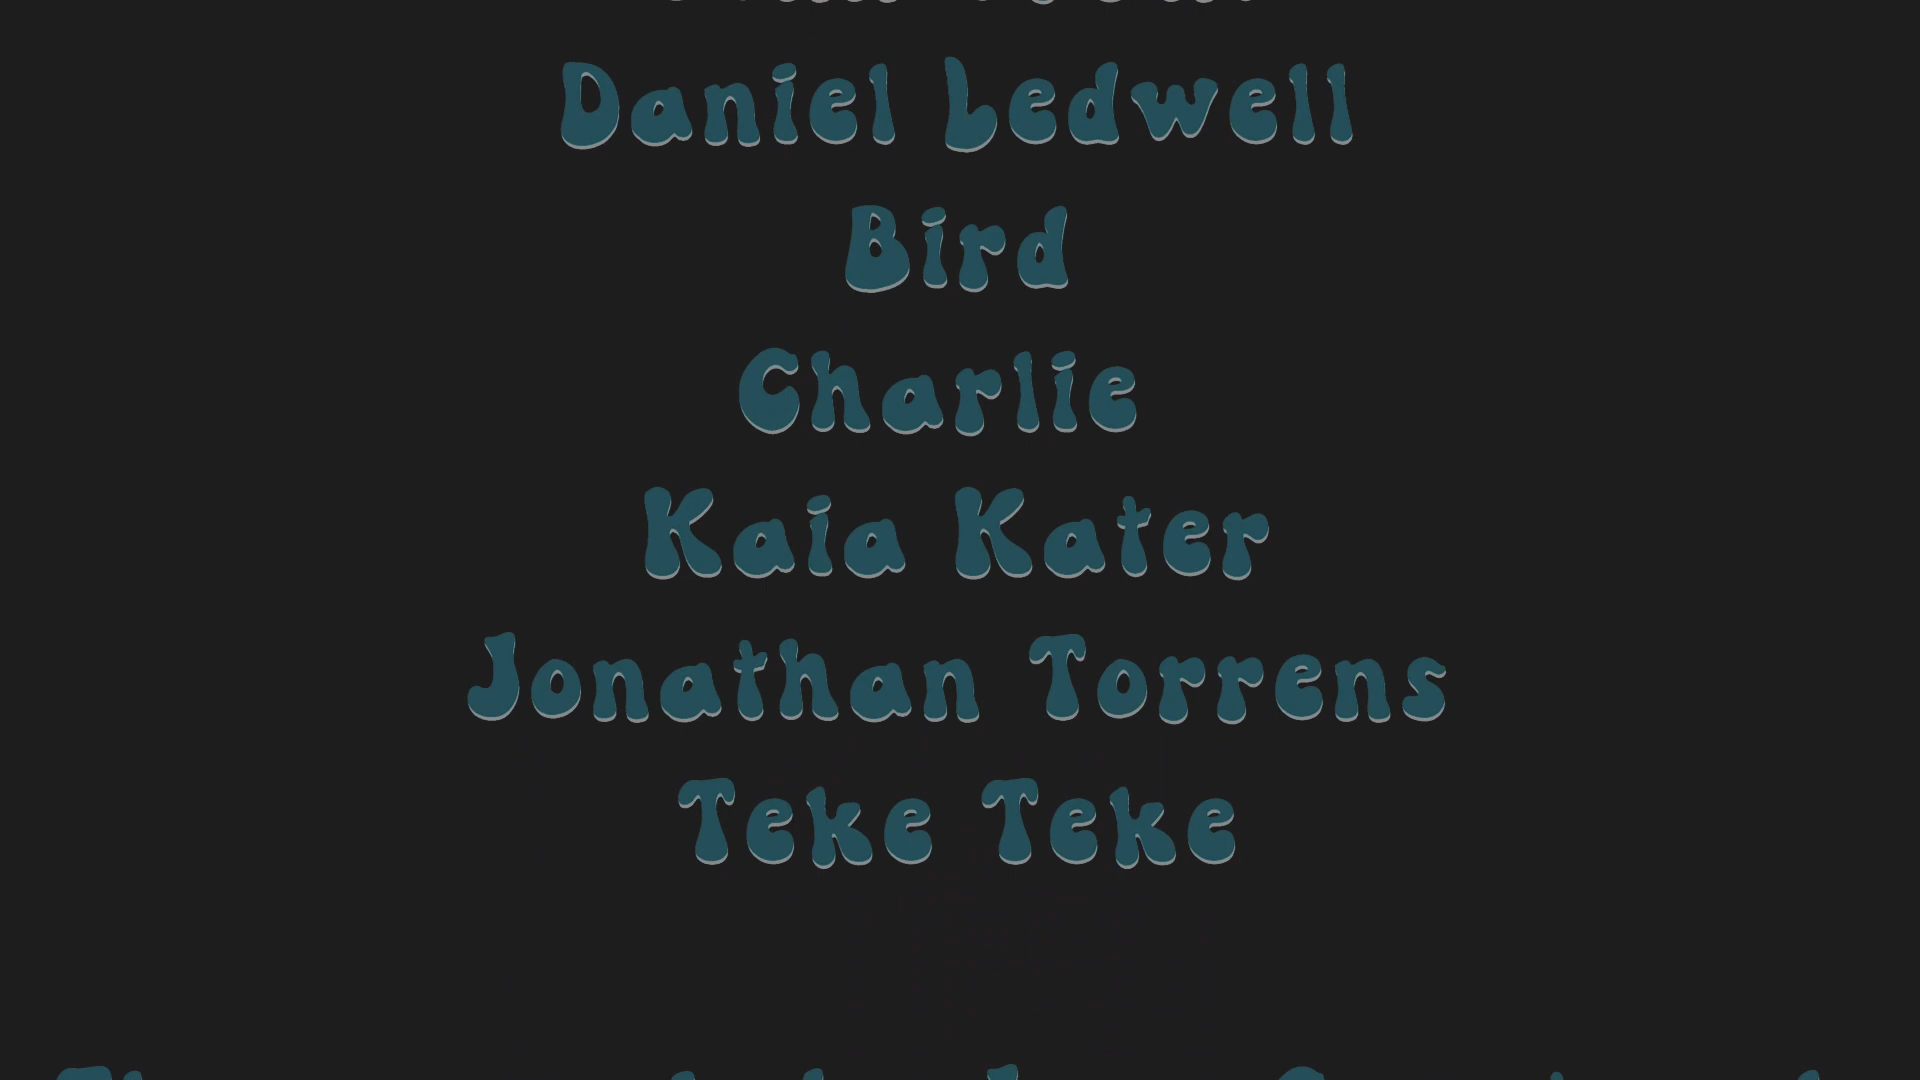 Daniel Ledwell
Bird
Charlie
Kaia Kater
Jonathan Torrens
Teke Teke